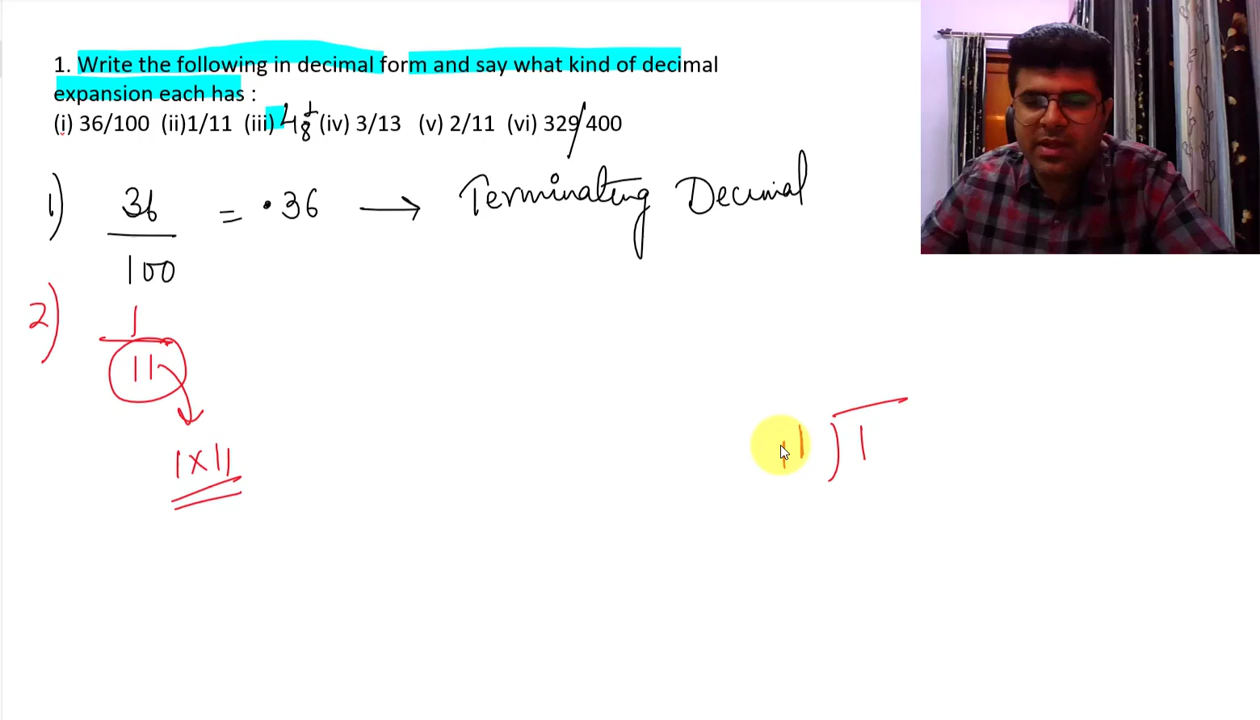 1. Write the following in decimal form and say what kind of decimal
expansion each has :
(i) 36/100 (ii)1/11 (iii) 4 1/8 (iv) 3/13 (v) 2/11 (vi) 329/400
1) 36/100 = .36 → Terminating Decimal
2) 1/11
1×11
11)1